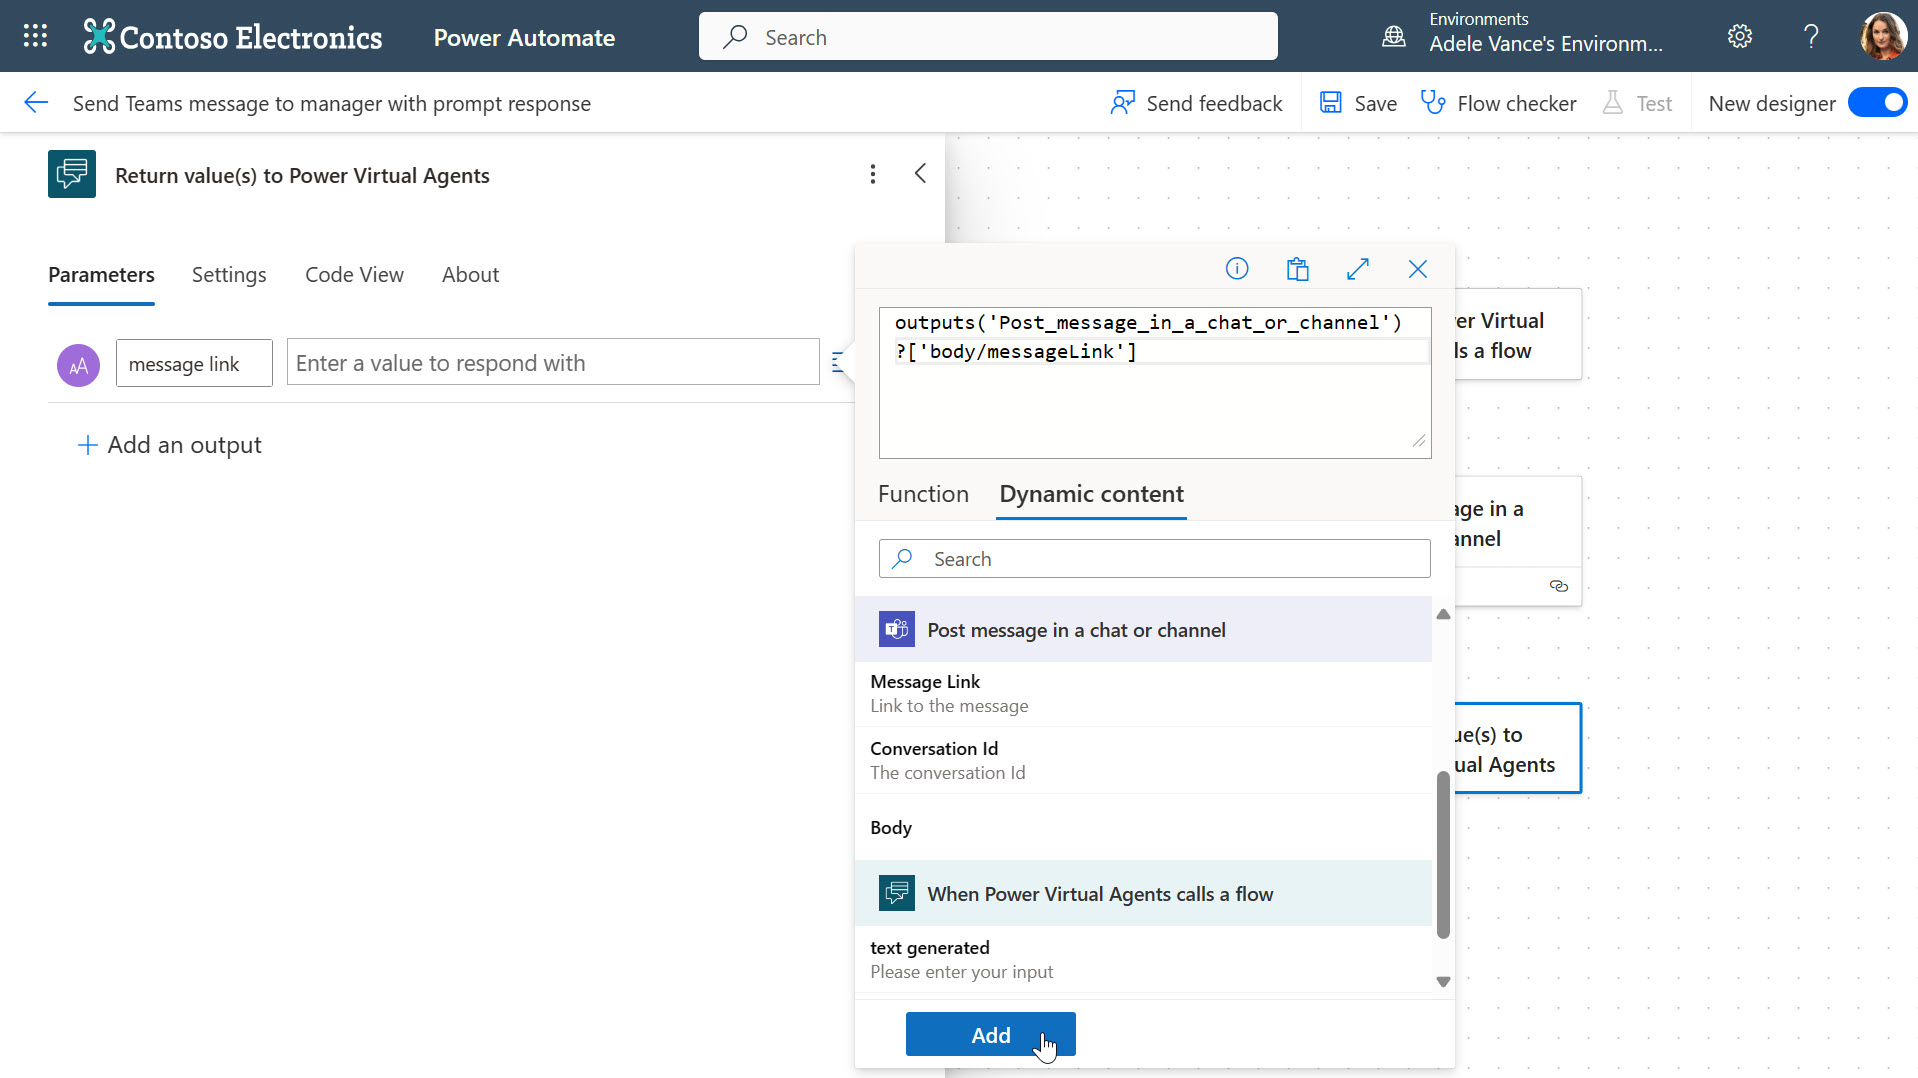 Contoso Electronics
Power Automate
Search
Environments
Adele Vance's Environm...
Send Teams message to manager with prompt response
Send feedback
Save
Flow checker
Test
New designer
Return value(s) to Power Virtual Agents
Parameters
Settings
Code View
About
AA
message link
Enter a value to respond with
Add an output
outputs('Post_message_in_a_chat_or_channel')
?['body/messageLink']
Function
Dynamic content
Search
Post message in a chat or channel
Message Link
Link to the message
Conversation Id
The conversation Id
Body
When Power Virtual Agents calls a flow
text generated
Please enter your input
Add
er Virtual
ls a flow
age in a
annel
ue(s) to
tual Agents